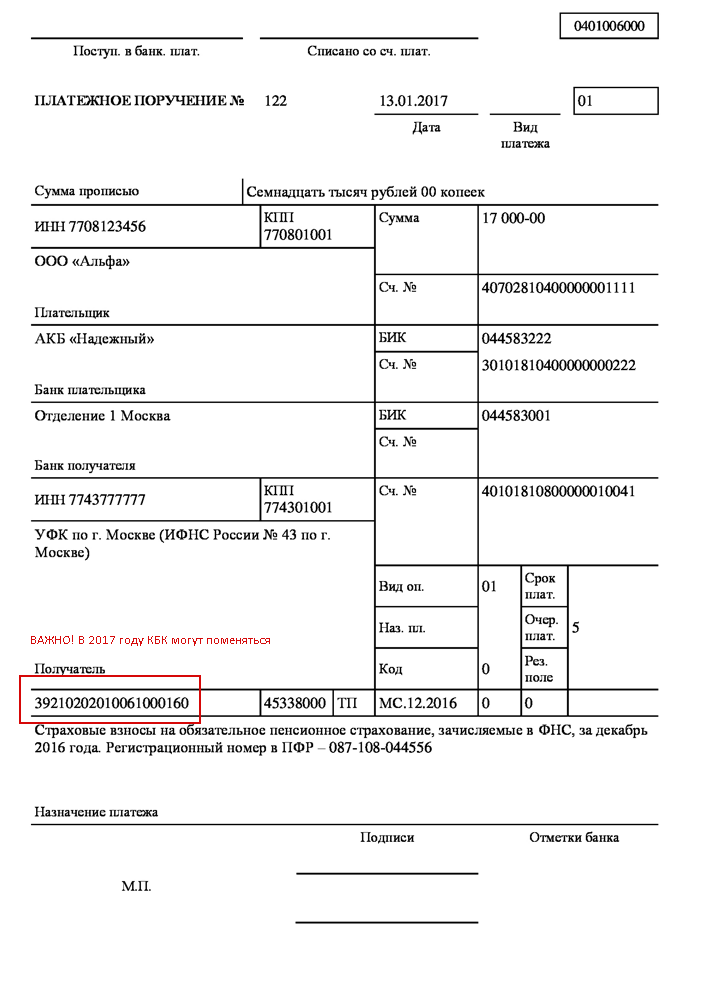 0401006000
Поступ. в банк. плат.
Списано со сч. плат.
ПЛАТЕЖНОЕ ПОРУЧЕНИЕ №
122
13.01.2017
01
Дата
Вид
платежа
Сумма прописью
Семнадцать тысяч рублей 00 копеек
ИНН 7708123456
КПП
770801001
Сумма
17 000-00
ООО «Альфа»
Сч. №
40702810400000001111
Плательщик
АКБ «Надежный»
БИК
044583222
Сч. №
30101810400000000222
Банк плательщика
Отделение 1 Москва
БИК
044583001
Сч. №
Банк получателя
ИНН 7743777777
КПП
774301001
Сч. №
40101810800000010041
УФК по г. Москве (ИФНС России № 43 по г.
Москве)
Вид оп.
01
Срок
плат.
Наз. пл.
Очер.
плат.
5
ВАЖНО! В 2017 году КБК могут поменяться
Получатель
Код
0
Рез.
поле
39210202010061000160
45338000
ТП
МС.12.2016
0
0
Страховые взносы на обязательное пенсионное страхование, зачисляемые в ФНС, за декабрь
2016 года. Регистрационный номер в ПФР – 087-108-044556
Назначение платежа
Подписи
Отметки банка
М.П.